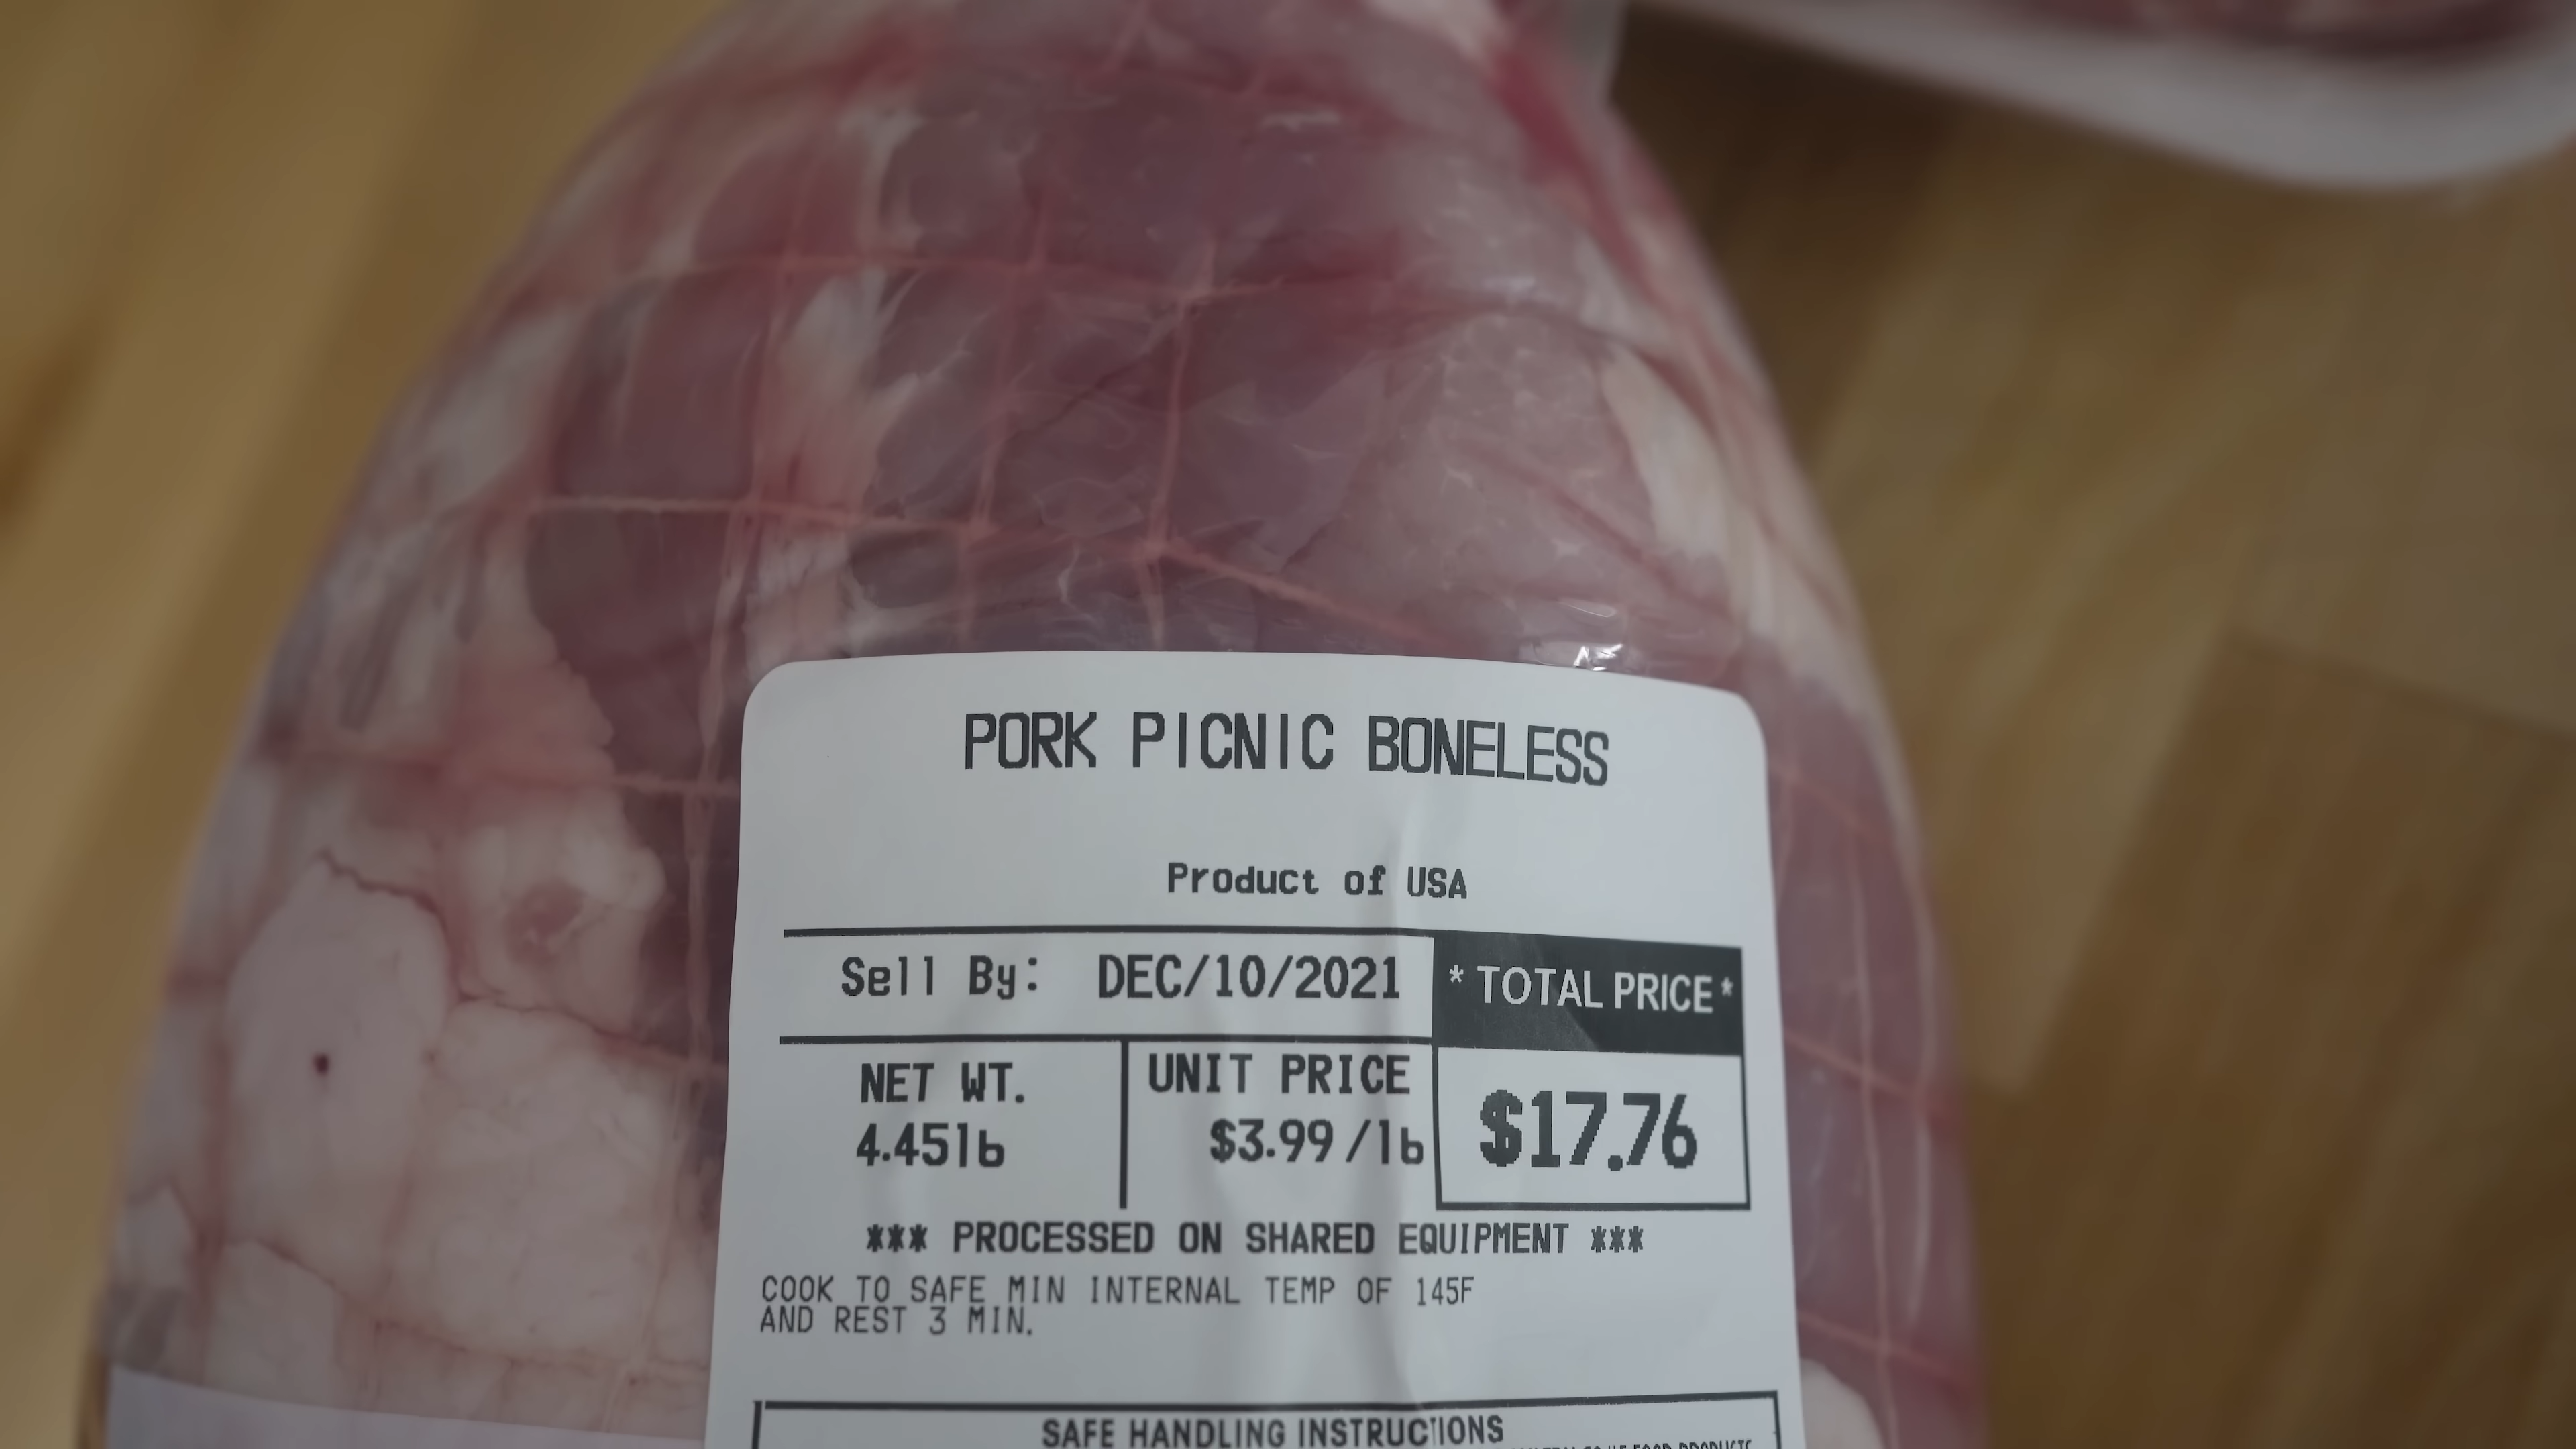 PORK PICNIC BONELESS
Product of USA
Sell By: DEC/10/2021
* TOTAL PRICE *
NET WT.
4.45lb
UNIT PRICE
$3.99/lb
$17.76
*** PROCESSED ON SHARED EQUIPMENT ***
COOK TO SAFE MIN INTERNAL TEMP OF 145F
AND REST 3 MIN.
SAFE HANDLING INSTRUCTIONS
FOOD PRODUCTS